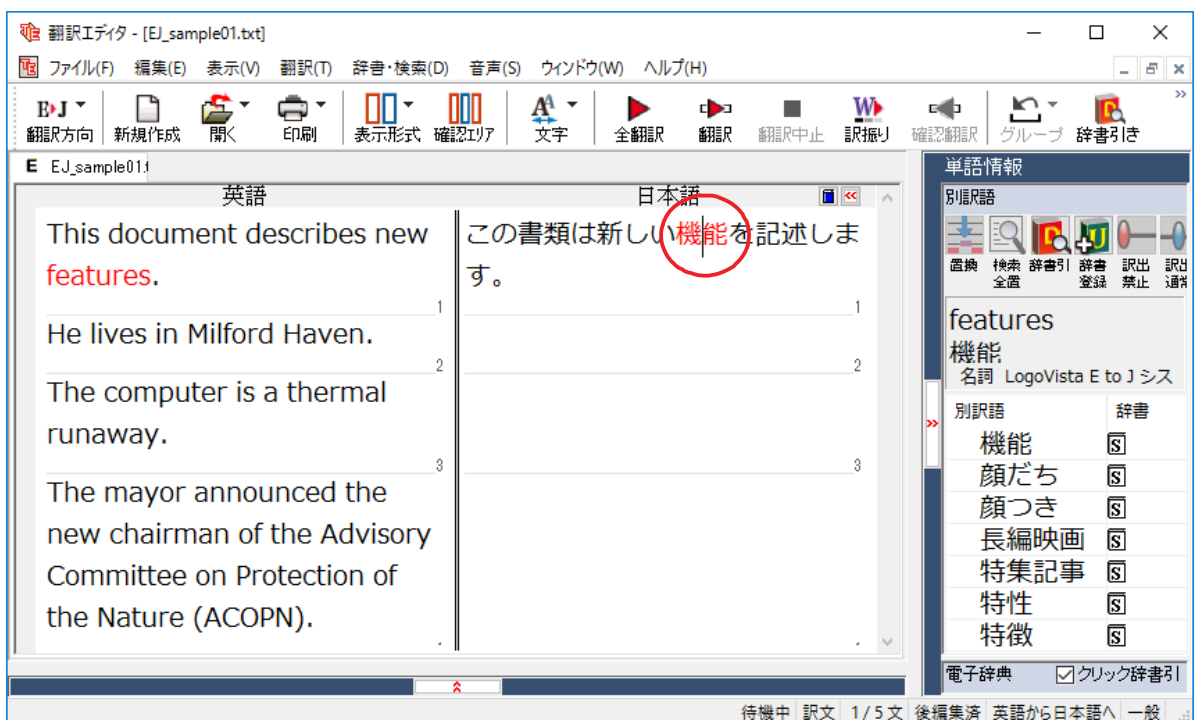 翻訳エディタ - [EJ_sample01.txt]
ファイル(F) 編集(E) 表示(V) 翻訳(T) 辞書・検索(D) 音声(S) ウィンドウ(W) ヘルプ(H)
E›J
翻訳方向 新規作成 開く 印刷 表示形式 確認エリア 文字 全翻訳 翻訳 翻訳中止 訳振り 確認翻訳 グループ 辞書引き
E EJ_sample01.t
英語
日本語
This document describes new
features.
1
He lives in Milford Haven.
2
The computer is a thermal
runaway.
3
The mayor announced the
new chairman of the Advisory
Committee on Protection of
the Nature (ACOPN).
この書類は新しい機能を記述しま
す。
1
2
3
単語情報
別訳語
置換 検索全置 辞書引 辞書登録 訳出禁止 訳出通常
features
機能
名詞 LogoVista E to J シス
別訳語 辞書
機能 S
顔だち S
顔つき S
長編映画 S
特集記事 S
特性 S
特徴 S
電子辞典 クリック辞書引
待機中 訳文 1/5文 後編集済 英語から日本語へ 一般